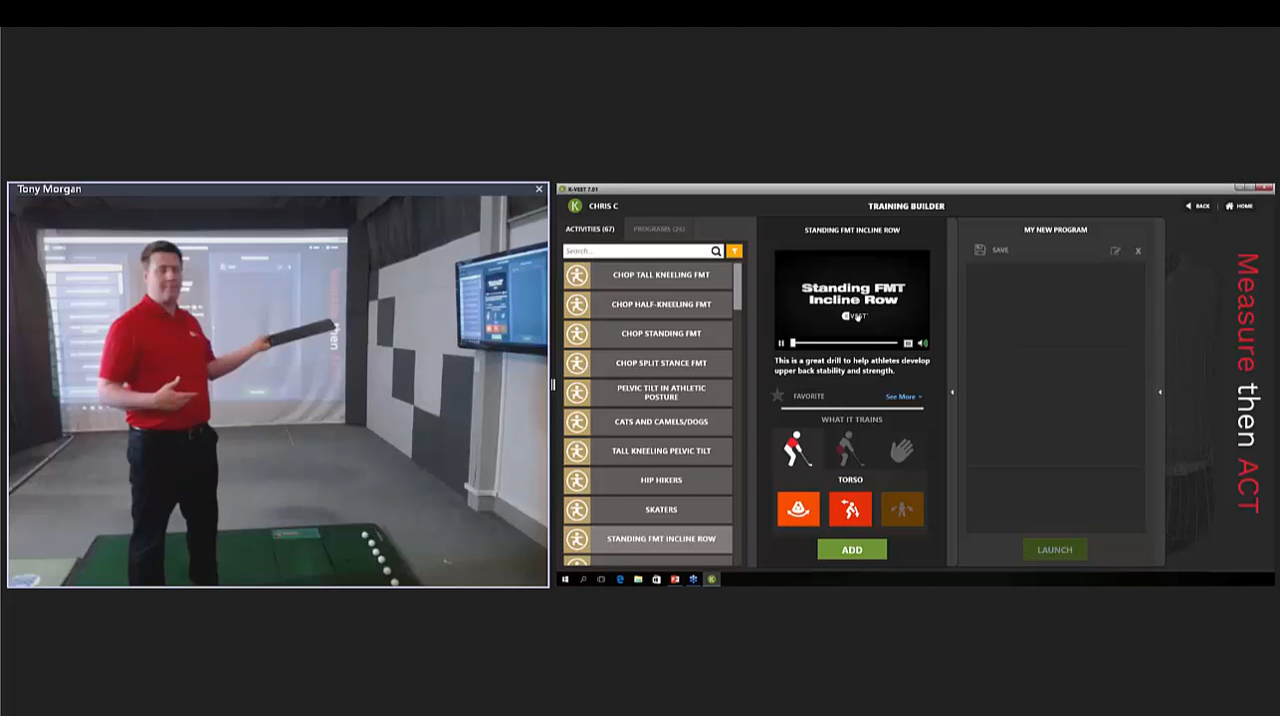 Tony Morgan
K-VEST 7.01
CHRIS C
TRAINING BUILDER
BACK
HOME
ACTIVITIES (67)
PROGRAMS (26)
Search...
CHOP TALL KNEELING FMT
CHOP HALF-KNEELING FMT
CHOP STANDING FMT
CHOP SPLIT STANCE FMT
PELVIC TILT IN ATHLETIC
POSTURE
CATS AND CAMELS/DOGS
TALL KNEELING PELVIC TILT
HIP HIKERS
SKATERS
STANDING FMT INCLINE ROW
STANDING FMT INCLINE ROW
Standing FMT
Incline Row
This is a great drill to help athletes develop
upper back stability and strength.
FAVORITE
See More
WHAT IT TRAINS
TORSO
ADD
MY NEW PROGRAM
SAVE
X
LAUNCH
Measure then ACT
then